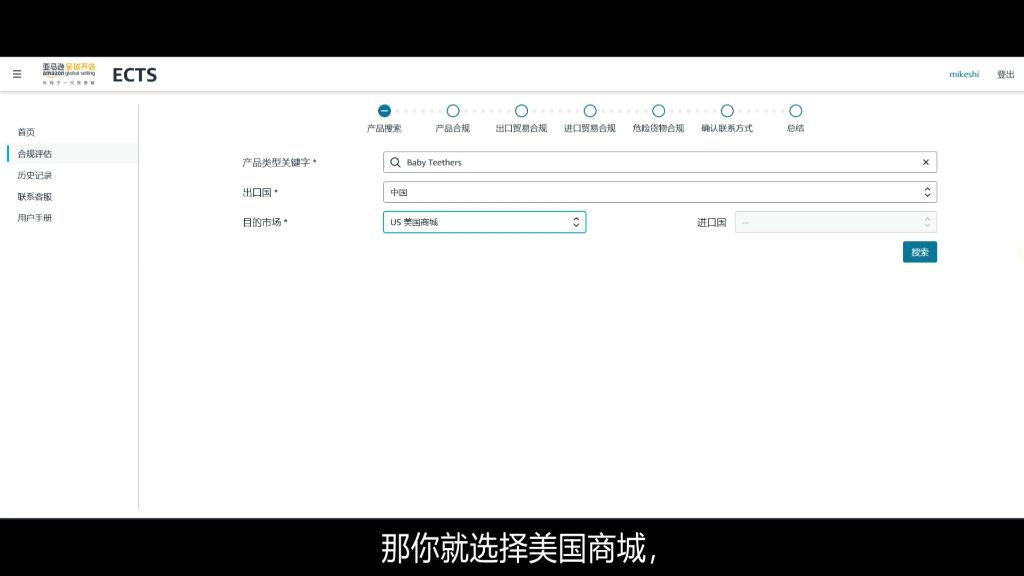 亚马逊全球开店
amazon global selling
ECTS
mikeshi
登出
首页
合规评估
历史记录
联系客服
用户手册
产品搜索
产品合规
出口贸易合规
进口贸易合规
危险货物合规
确认联系方式
总结
产品类型关键字 *
Baby Teethers
出口国 *
中国
目的市场 *
US 美国商城
进口国
---
搜索
那你就选择美国商城，